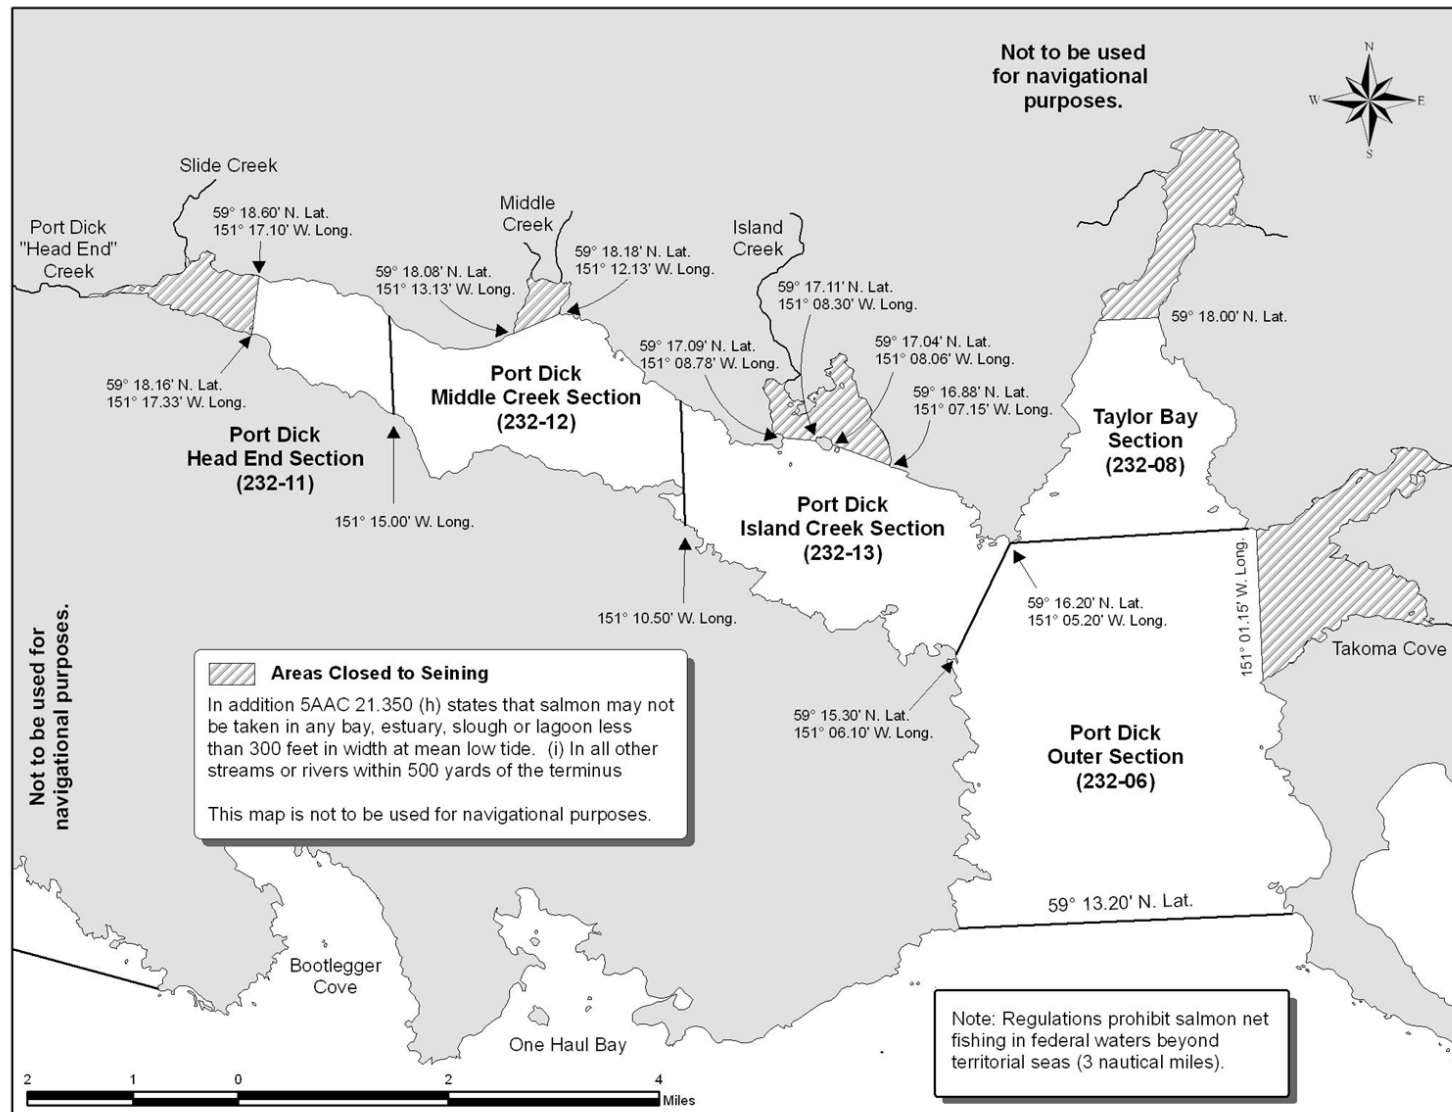 Not to be used
for navigational
purposes.
N
W
E
S
Slide Creek
Port Dick
"Head End"
Creek
59° 18.60' N. Lat.
151° 17.10' W. Long.
Middle
Creek
59° 18.08' N. Lat.
151° 13.13' W. Long.
59° 18.18' N. Lat.
151° 12.13' W. Long.
Island
Creek
59° 17.11' N. Lat.
151° 08.30' W. Long.
59° 17.09' N. Lat.
151° 08.78' W. Long.
59° 17.04' N. Lat.
151° 08.06' W. Long.
59° 16.88' N. Lat.
151° 07.15' W. Long.
59° 18.00' N. Lat.
59° 18.16' N. Lat.
151° 17.33' W. Long.
Port Dick
Head End Section
(232-11)
Port Dick
Middle Creek Section
(232-12)
Port Dick
Island Creek Section
(232-13)
Taylor Bay
Section
(232-08)
151° 15.00' W. Long.
151° 10.50' W. Long.
59° 16.20' N. Lat.
151° 05.20' W. Long.
151° 01.15' W. Long.
Takoma Cove
59° 15.30' N. Lat.
151° 06.10' W. Long.
Port Dick
Outer Section
(232-06)
59° 13.20' N. Lat.
Not to be used for
navigational purposes.
Areas Closed to Seining
In addition 5AAC 21.350 (h) states that salmon may not
be taken in any bay, estuary, slough or lagoon less
than 300 feet in width at mean low tide. (i) In all other
streams or rivers within 500 yards of the terminus
This map is not to be used for navigational purposes.
Bootlegger
Cove
One Haul Bay
Note: Regulations prohibit salmon net
fishing in federal waters beyond
territorial seas (3 nautical miles).
2 1 0 2 4
Miles